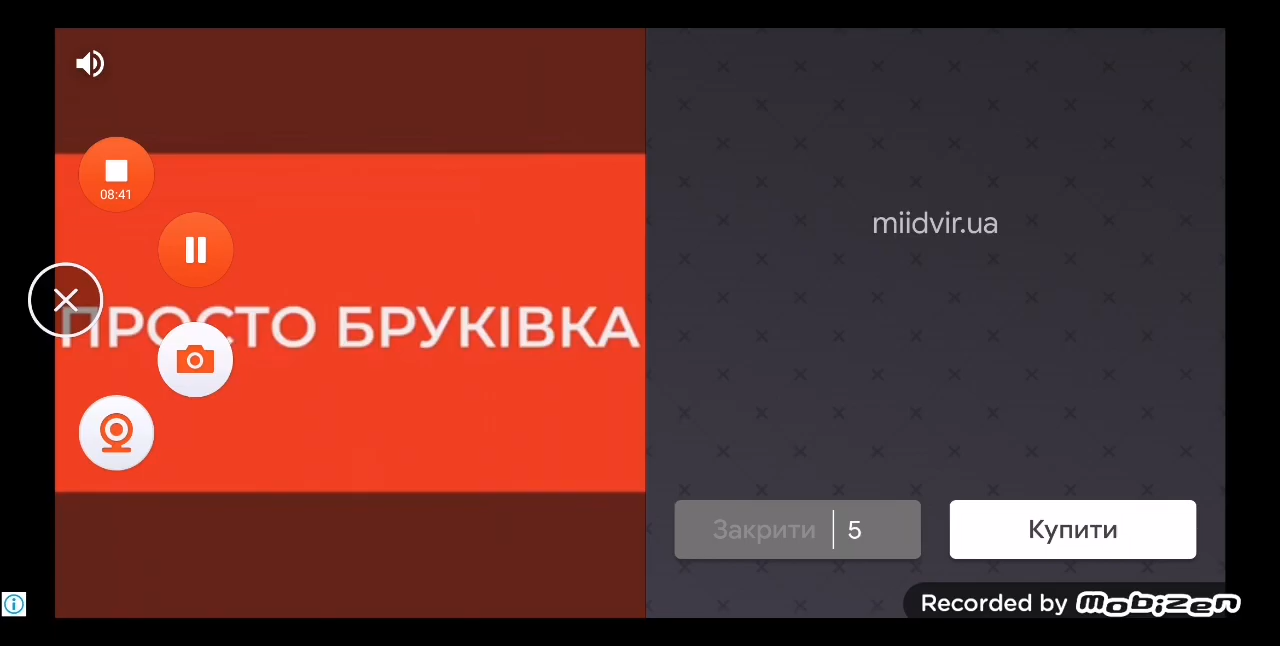 08:41
ПРОСТО БРУКІВКА
miidvir.ua
Закрити 5
Купити
Recorded by mobizen